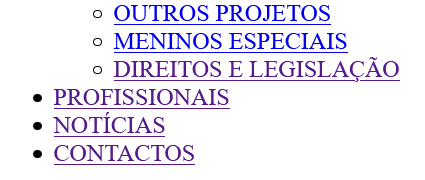 OUTROS PROJETOS
MENINOS ESPECIAIS
DIREITOS E LEGISLAÇÃO
PROFISSIONAIS
NOTÍCIAS
CONTACTOS